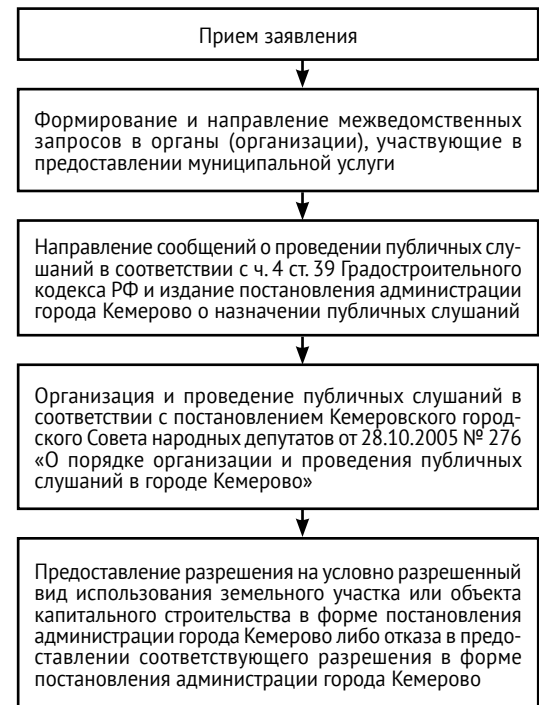 Прием заявления
Формирование и направление межведомственных
запросов в органы (организации), участвующие в
предоставлении муниципальной услуги
Направление сообщений о проведении публичных слу-
шаний в соответствии с ч. 4 ст. 39 Градостроительного
кодекса РФ и издание постановления администрации
города Кемерово о назначении публичных слушаний
Организация и проведение публичных слушаний в
соответствии с постановлением Кемеровского город-
ского Совета народных депутатов от 28.10.2005 № 276
«О порядке организации и проведения публичных
слушаний в городе Кемерово»
Предоставление разрешения на условно разрешенный
вид использования земельного участка или объекта
капитального строительства в форме постановления
администрации города Кемерово либо отказа в предо-
ставлении соответствующего разрешения в форме
постановления администрации города Кемерово